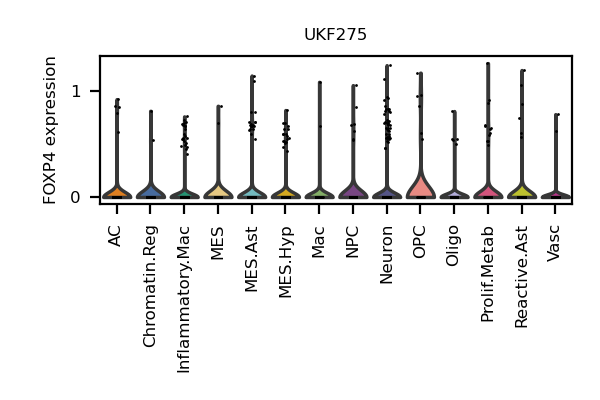 UKF275
FOXP4 expression
1
0
AC
Chromatin.Reg
Inflammatory.Mac
MES
MES.Ast
MES.Hyp
Mac
NPC
Neuron
OPC
Oligo
Prolif.Metab
Reactive.Ast
Vasc